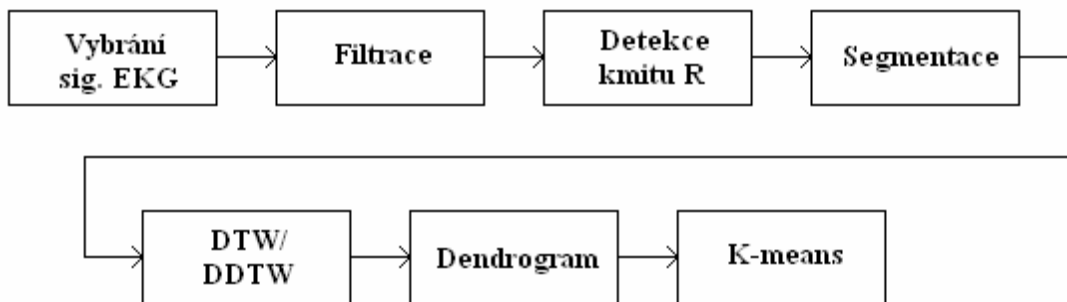 Vybrání
sig. EKG
Filtrace
Detekce
kmitu R
Segmentace
DTW/
DDTW
Dendrogram
K-means